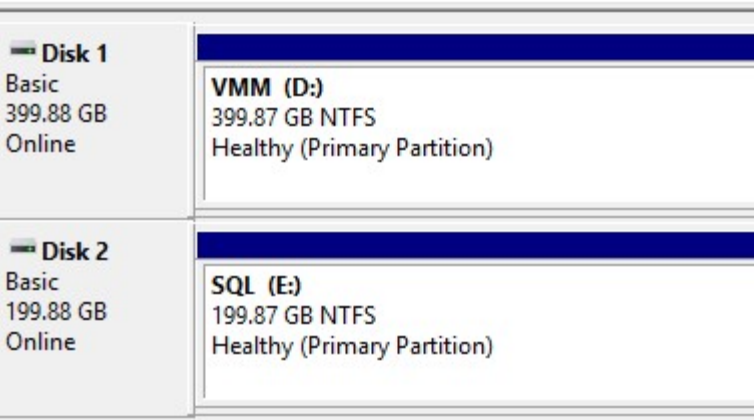 Disk 1
Basic
399.88 GB
Online
VMM (D:)
399.87 GB NTFS
Healthy (Primary Partition)
Disk 2
Basic
199.88 GB
Online
SQL (E:)
199.87 GB NTFS
Healthy (Primary Partition)